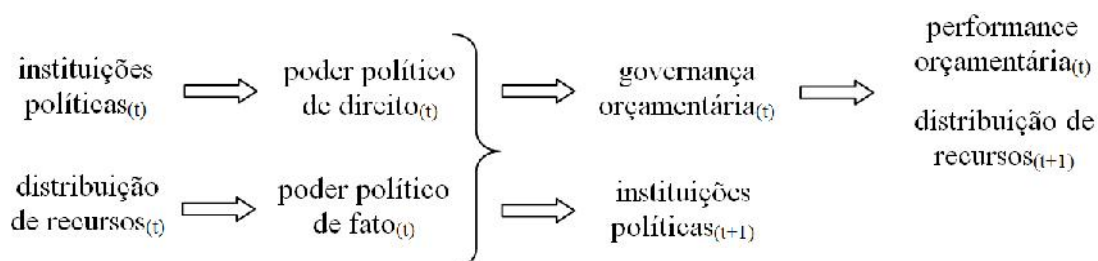 instituições
políticas(t)
poder político
de direito(t)
governança
orçamentária(t)
performance
orçamentária(t)
distribuição de
recursos(t+1)
distribuição
de recursos(t)
poder político
de fato(t)
instituições
políticas(t+1)